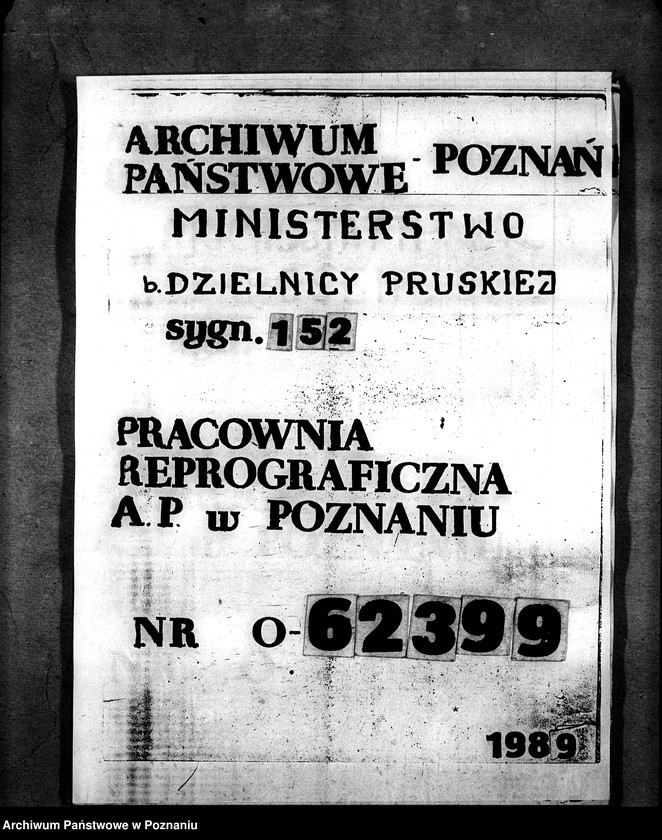 ARCHIWUM
PAŃSTWOWE - POZNAŃ
MINISTERSTWO
b. DZIELNICY PRUSKIEJ
sygn. 152
PRACOWNIA
REPROGRAFICZNA
A.P. w POZNANIU
NR O-62399
1989
Archiwum Państwowe w Poznaniu